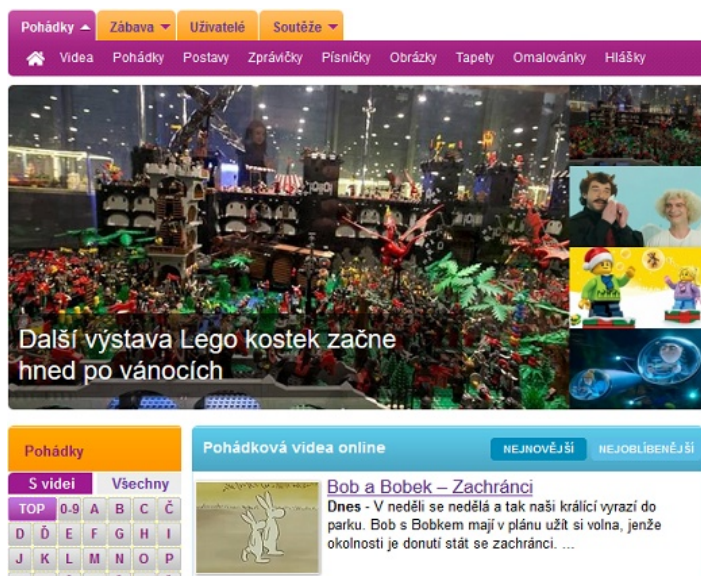 Pohádky
Zábava
Uživatelé
Soutěže
Videa Pohádky Postavy Zprávičky Písničky Obrázky Tapety Omalovánky Hlášky
Další výstava Lego kostek začne
hned po vánocích
Pohádky
S videi Všechny
TOP 0-9 A B C Č
D Ď E F G H I
J K L M N O P
Pohádková videa online
NEJNOVĚJŠÍ NEJOBLÍBENĚJŠÍ
Bob a Bobek – Zachránci
Dnes - V neděli se nedělá a tak naši králící vyrazí do
parku. Bob s Bobkem mají v plánu užít si volna, jenže
okolnosti je donutí stát se zachránci. ...